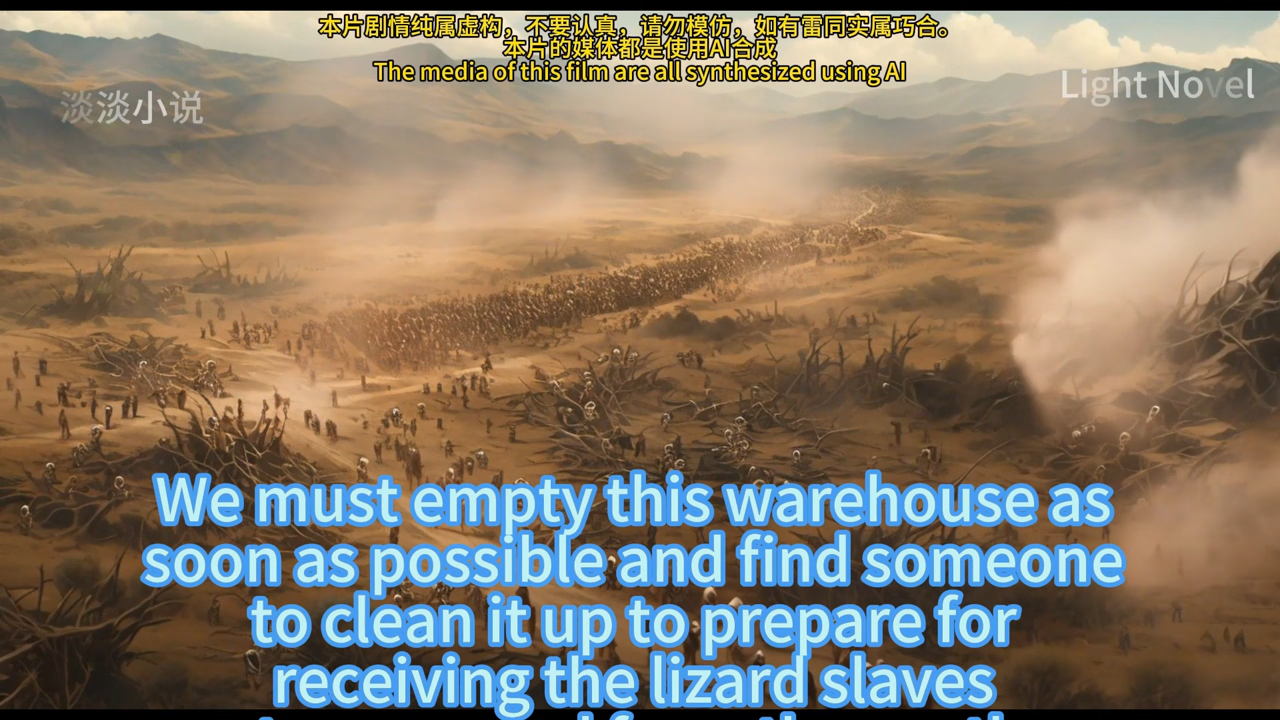 本片剧情纯属虚构，不要认真，请勿模仿，如有雷同实属巧合。
本片的媒体都是使用AI合成
The media of this film are all synthesized using AI
Light Novel
淡淡小说
We must empty this warehouse as
soon as possible and find someone
to clean it up to prepare for
receiving the lizard slaves